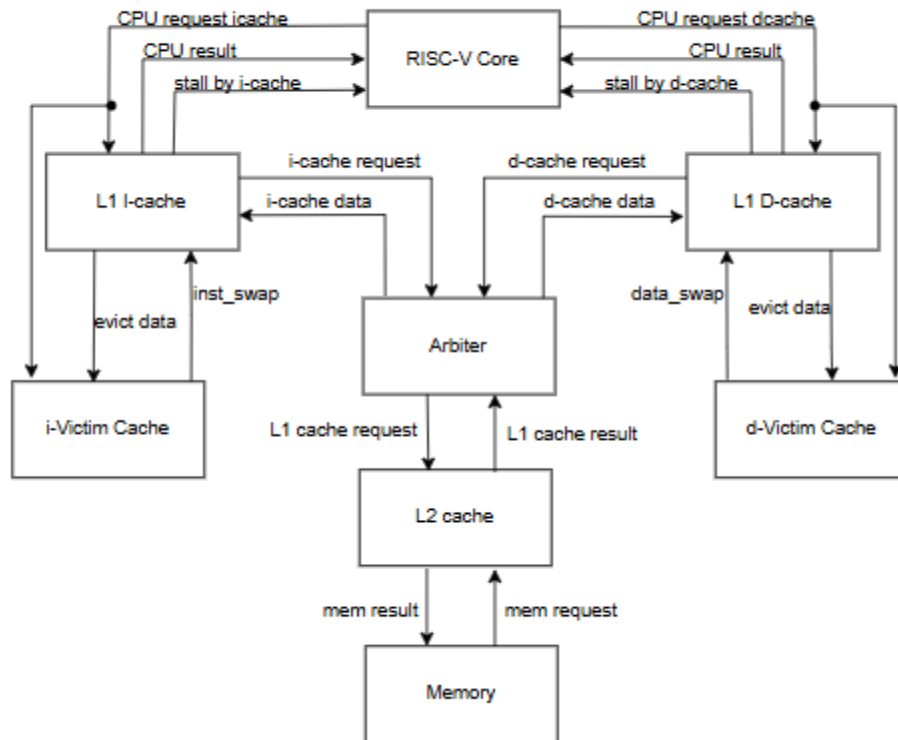 CPU request icache
CPU request dcache
CPU result
RISC-V Core
CPU result
stall by i-cache
stall by d-cache
i-cache request
d-cache request
L1 I-cache
L1 D-cache
i-cache data
d-cache data
inst_swap
data_swap
evict data
evict data
Arbiter
i-Victim Cache
L1 cache request
L1 cache result
d-Victim Cache
L2 cache
mem result
mem request
Memory